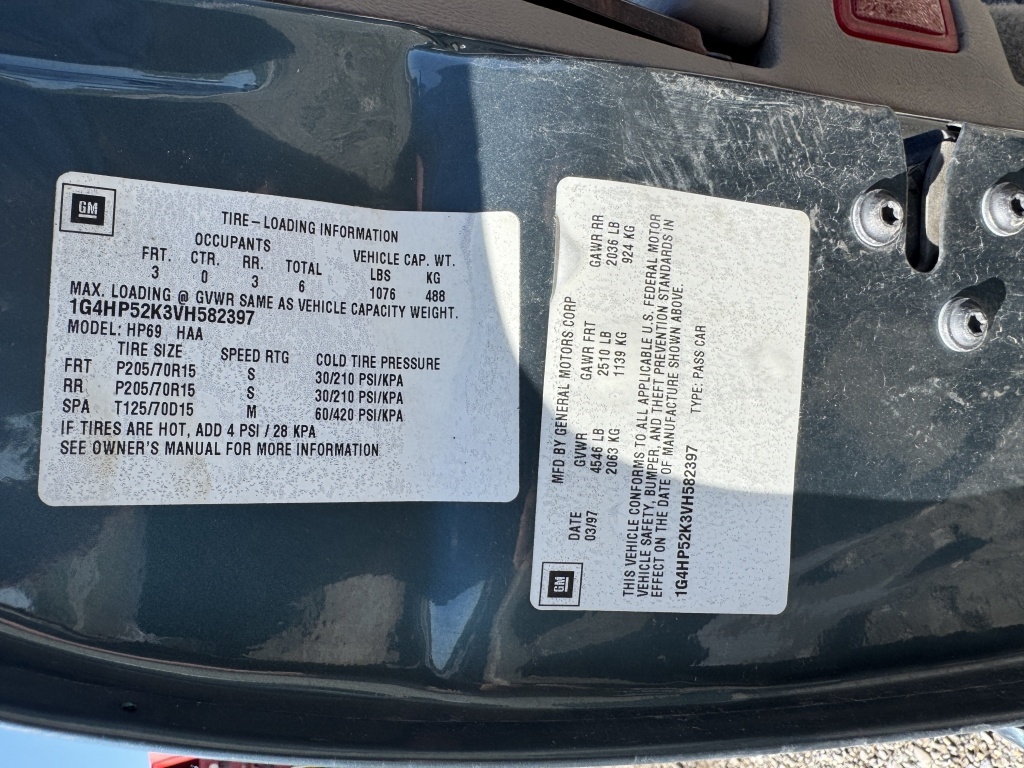 GM
TIRE-LOADING INFORMATION
OCCUPANTS VEHICLE CAP. WT.
FRT. CTR. RR. TOTAL LBS KG
3 0 3 6 1076 488
MAX. LOADING @ GVWR SAME AS VEHICLE CAPACITY WEIGHT.
1G4HP52K3VH582397
MODEL: HP69 HAA
TIRE SIZE SPEED RTG COLD TIRE PRESSURE
FRT P205/70R15 S 30/210 PSI/KPA
RR P205/70R15 S 30/210 PSI/KPA
SPA T125/70D15 M 60/420 PSI/KPA
IF TIRES ARE HOT, ADD 4 PSI / 28 KPA
SEE OWNER'S MANUAL FOR MORE INFORMATION
GM
MFD BY GENERAL MOTORS CORP
DATE GVWR GAWR FRT GAWR RR
03/97 4546 LB 2510 LB 2036 LB
2063 KG 1139 KG 924 KG
THIS VEHICLE CONFORMS TO ALL APPLICABLE U.S. FEDERAL MOTOR
VEHICLE SAFETY, BUMPER, AND THEFT PREVENTION STANDARDS IN
EFFECT ON THE DATE OF MANUFACTURE SHOWN ABOVE.
1G4HP52K3VH582397 TYPE: PASS CAR